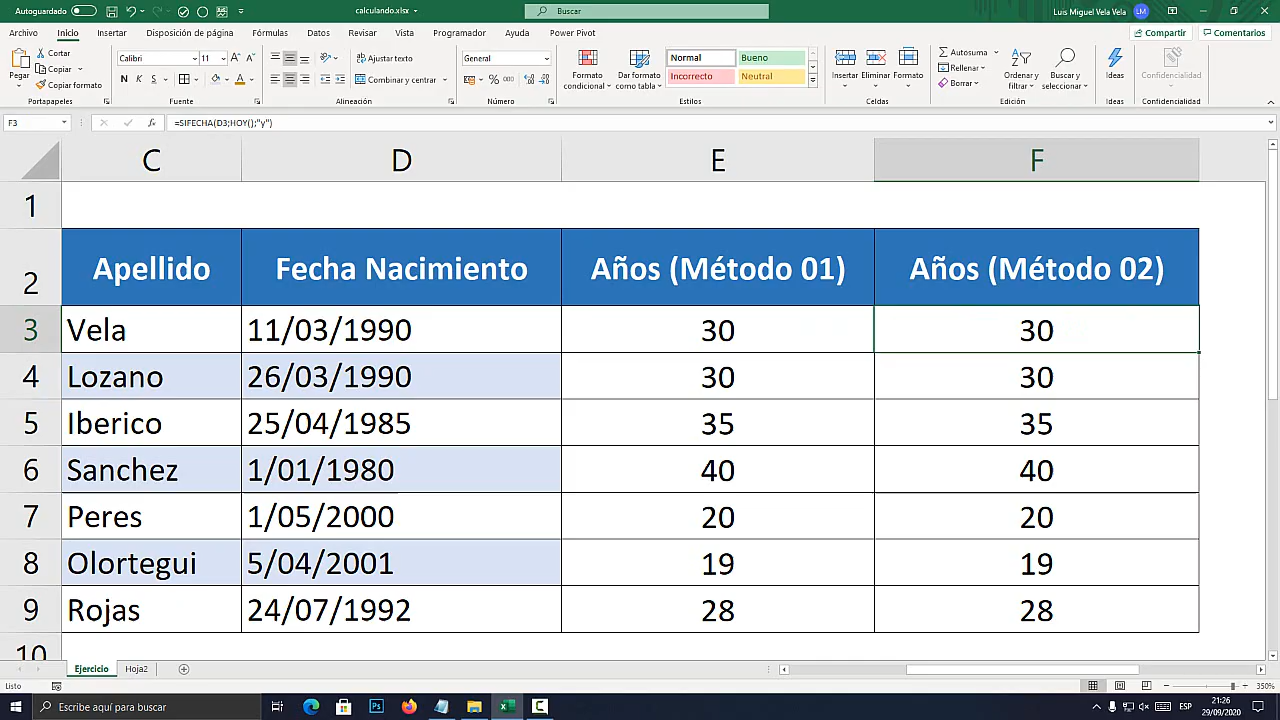 Autoguardado
calculando.xlsx
Buscar
Luis Miguel Vela Vela
LM
Archivo Inicio Insertar Disposición de página Fórmulas Datos Revisar Vista Programador Ayuda Power Pivot
Compartir Comentarios
Pegar
Cortar
Copiar
Copiar formato
Portapapeles
Calibri 11
N K S
Fuente
Ajustar texto
Combinar y centrar
Alineación
General
% 000
Número
Formato condicional
Dar formato como tabla
Normal Bueno
Incorrecto Neutral
Estilos
Insertar Eliminar Formato
Celdas
Autosuma
Rellenar
Borrar
Ordenar y filtrar
Buscar y seleccionar
Edición
Ideas
Ideas
Confidencialidad
Confidencialidad
F3
fx
=SIFECHA(D3;HOY();"y")
C D E F
1
2 Apellido Fecha Nacimiento Años (Método 01) Años (Método 02)
3 Vela 11/03/1990 30 30
4 Lozano 26/03/1990 30 30
5 Iberico 25/04/1985 35 35
6 Sanchez 1/01/1980 40 40
7 Peres 1/05/2000 20 20
8 Olortegui 5/04/2001 19 19
9 Rojas 24/07/1992 28 28
10
Ejercicio Hoja2
Listo
350%
Escribe aquí para buscar
ESP
21:26
29/09/2020